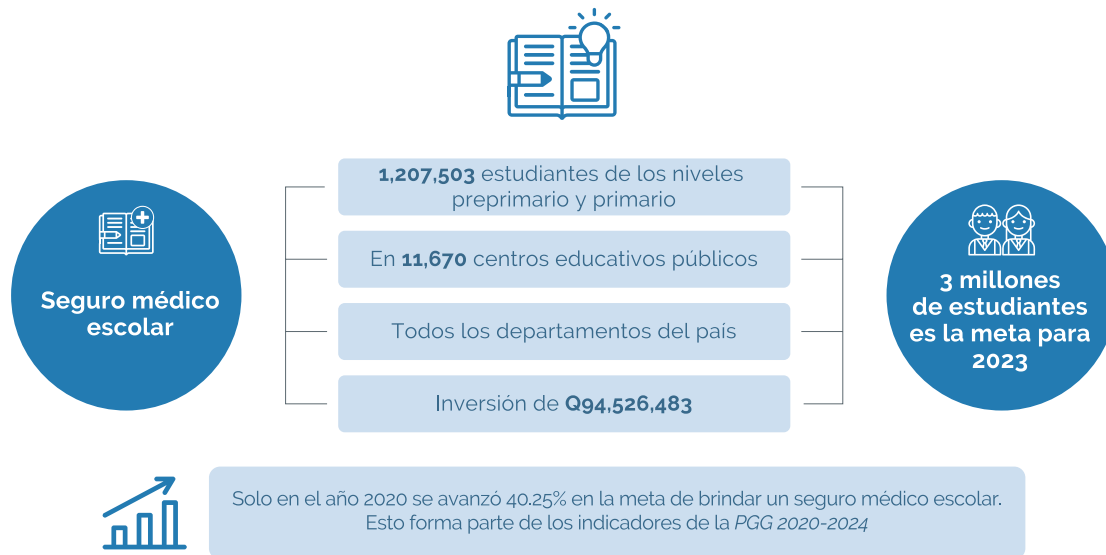 1,207,503 estudiantes de los niveles
preprimario y primario
Seguro médico
escolar
En 11,670 centros educativos públicos
Todos los departamentos del país
Inversión de Q94,526,483
3 millones
de estudiantes
es la meta para
2023
Solo en el año 2020 se avanzó 40.25% en la meta de brindar un seguro médico escolar.
Esto forma parte de los indicadores de la PGG 2020-2024